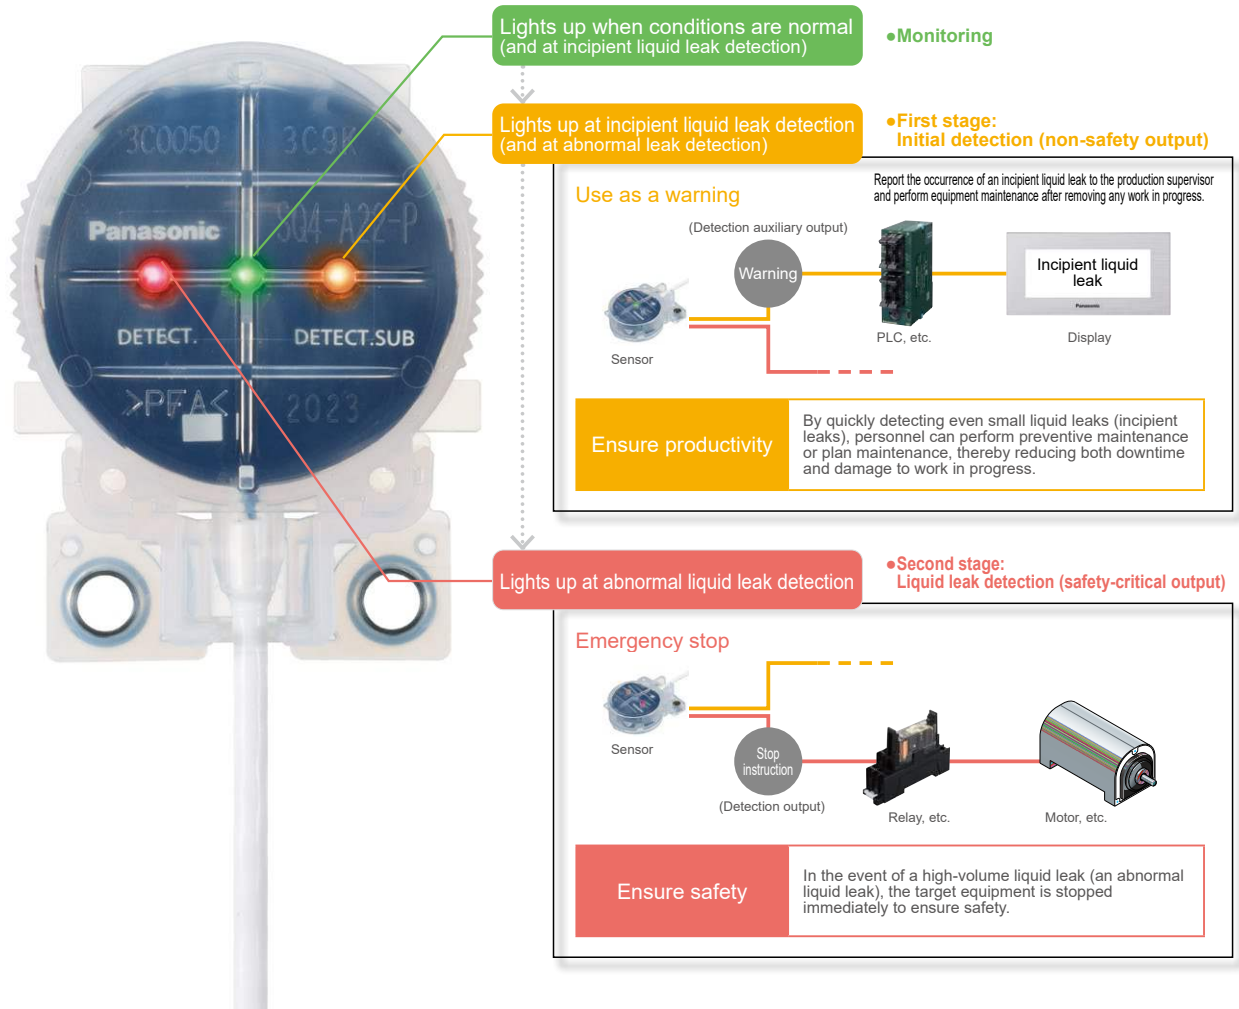 Lights up when conditions are normal
(and at incipient liquid leak detection)
●Monitoring
Lights up at incipient liquid leak detection
(and at abnormal leak detection)
●First stage:
Initial detection (non-safety output)
3C0050
3C9K
Panasonic
SQ4-A22-P
DETECT.
DETECT.SUB
>PFA<
2023
Use as a warning
Report the occurrence of an incipient liquid leak to the production supervisor
and perform equipment maintenance after removing any work in progress.
(Detection auxiliary output)
Warning
Incipient liquid
leak
Panasonic
Sensor
PLC, etc.
Display
Ensure productivity
By quickly detecting even small liquid leaks (incipient
leaks), personnel can perform preventive maintenance
or plan maintenance, thereby reducing both downtime
and damage to work in progress.
Lights up at abnormal liquid leak detection
●Second stage:
Liquid leak detection (safety-critical output)
Emergency stop
Sensor
Stop
instruction
(Detection output)
Relay, etc.
Motor, etc.
Ensure safety
In the event of a high-volume liquid leak (an abnormal
liquid leak), the target equipment is stopped
immediately to ensure safety.